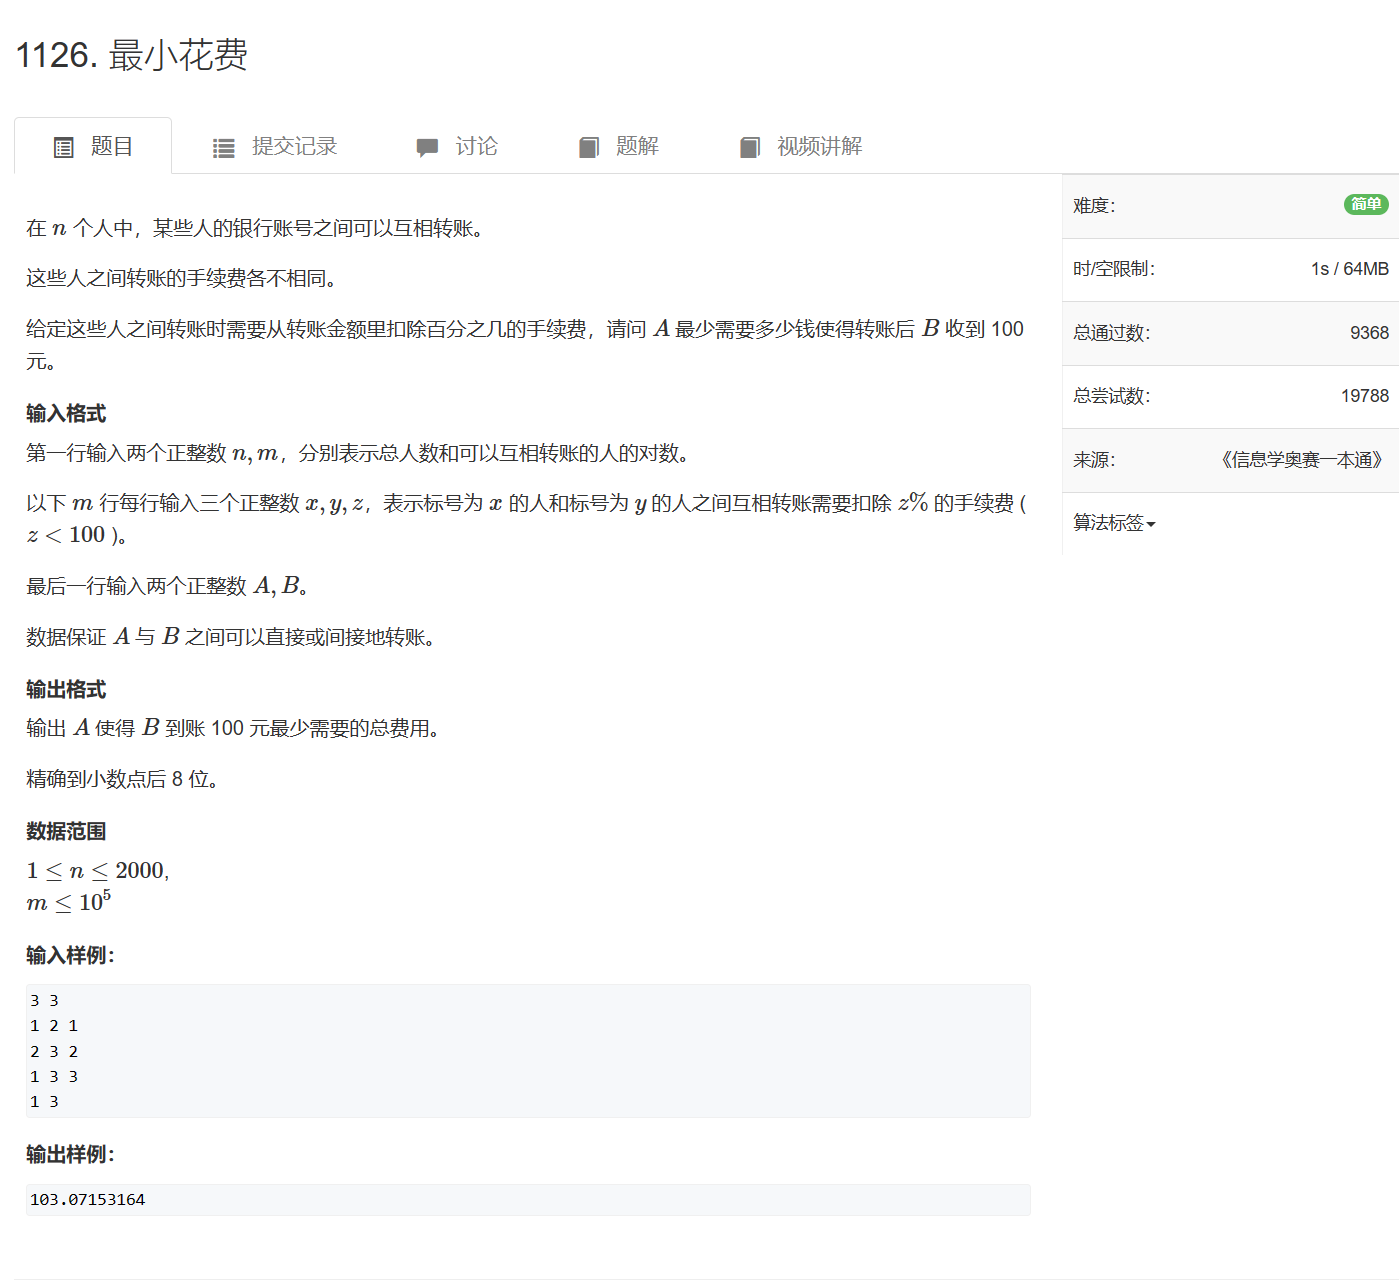 1126. 最小花费
题目 提交记录 讨论 题解 视频讲解
在 n 个人中，某些人的银行账号之间可以互相转账。
这些人之间转账的手续费各不相同。
给定这些人之间转账时需要从转账金额里扣除百分之几的手续费，请问 A 最少需要多少钱使得转账后 B 收到 100
元。
输入格式
第一行输入两个正整数 n, m，分别表示总人数和可以互相转账的人的对数。
以下 m 行每行输入三个正整数 x, y, z，表示标号为 x 的人和标号为 y 的人之间互相转账需要扣除 z% 的手续费 (
z < 100 )。
最后一行输入两个正整数 A, B。
数据保证 A 与 B 之间可以直接或间接地转账。
输出格式
输出 A 使得 B 到账 100 元最少需要的总费用。
精确到小数点后 8 位。
数据范围
1 ≤ n ≤ 2000,
m ≤ 10⁵
输入样例：
3 3
1 2 1
2 3 2
1 3 3
1 3
输出样例：
103.07153164
难度： 简单
时/空限制： 1s / 64MB
总通过数： 9368
总尝试数： 19788
来源： 《信息学奥赛一本通》
算法标签